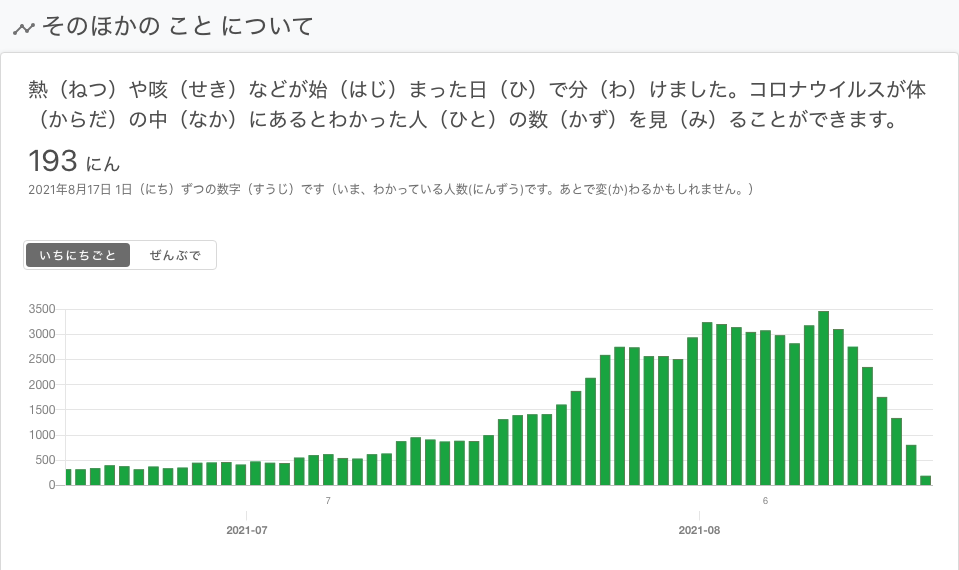 そのほかの こと について
熱（ねつ）や咳（せき）などが始（はじ）まった日（ひ）で分（わ）けました。コロナウイルスが体
（からだ）の中（なか）にあるとわかった人（ひと）の数（かず）を見（み）ることができます。
193 にん
2021年8月17日 1日（にち）ずつの数字（すうじ）です（いま、わかっている人数(にんずう)です。あとで変(か)わるかもしれません。）
いちにちごと ぜんぶで
3500
3000
2500
2000
1500
1000
500
0
7 6
2021-07 2021-08